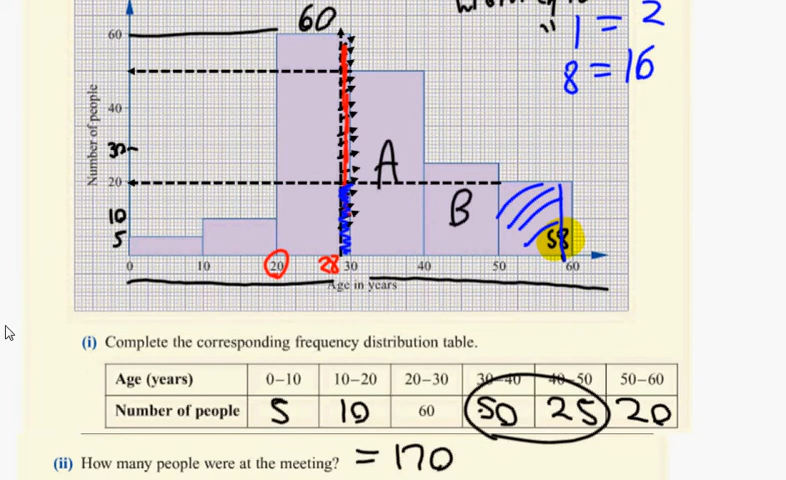 60
1 = 2
8 = 16
Number of people
60
40
30
20
10
5
A
B
58
0 10 20 28 30 40 50 60
Age in years
(i) Complete the corresponding frequency distribution table.
Age (years) 0–10 10–20 20–30 30–40 40–50 50–60
Number of people 5 10 60 50 25 20
(ii) How many people were at the meeting? = 170